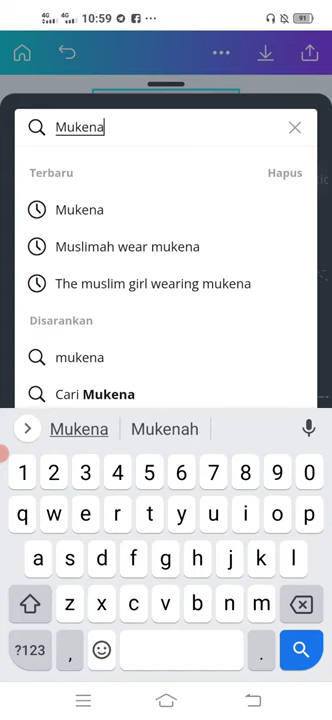 4G 4G 10:59 91
Mukena
Terbaru Hapus
Mukena
Muslimah wear mukena
The muslim girl wearing mukena
Disarankan
mukena
Cari Mukena
Mukena Mukenah
1 2 3 4 5 6 7 8 9 0
q w e r t y u i o p
a s d f g h j k l
z x c v b n m
?123 , .